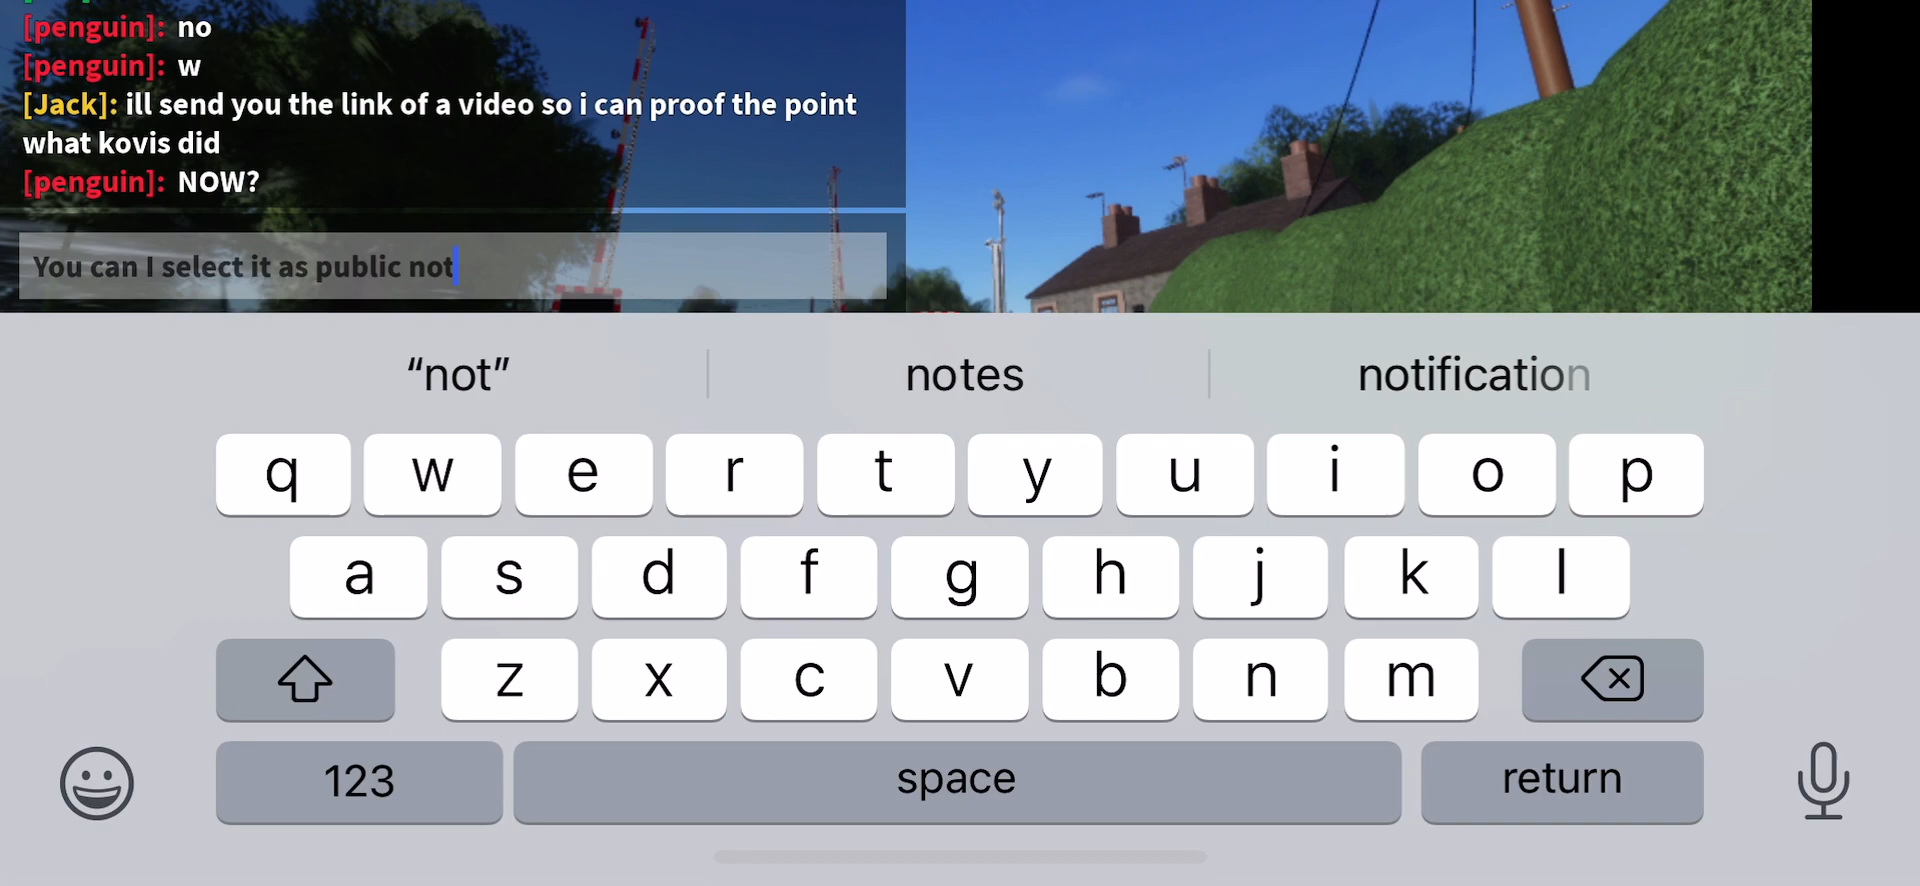 [penguin]: no
[penguin]: w
[Jack]: ill send you the link of a video so i can proof the point
what kovis did
[penguin]: NOW?
You can I select it as public not
“not” notes notification
q w e r t y u i o p
a s d f g h j k l
z x c v b n m
123 space return